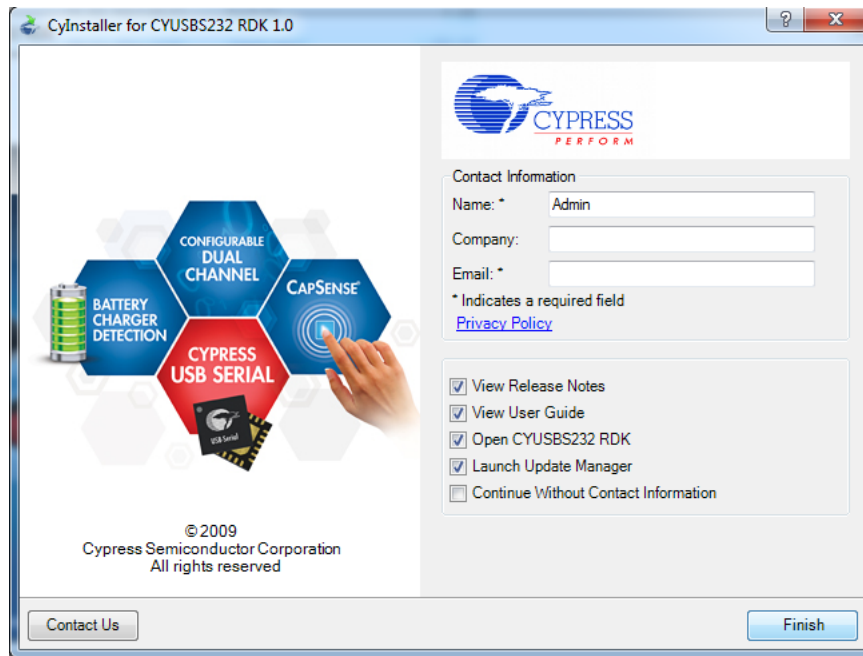 CyInstaller for CYUSBS232 RDK 1.0
CYPRESS
PERFORM
CONFIGURABLE
DUAL
CHANNEL
BATTERY
CHARGER
DETECTION
CAPSENSE®
CYPRESS
USB SERIAL
USB Serial
© 2009
Cypress Semiconductor Corporation
All rights reserved
Contact Information
Name: * Admin
Company:
Email: *
* Indicates a required field
Privacy Policy
View Release Notes
View User Guide
Open CYUSBS232 RDK
Launch Update Manager
Continue Without Contact Information
Contact Us
Finish